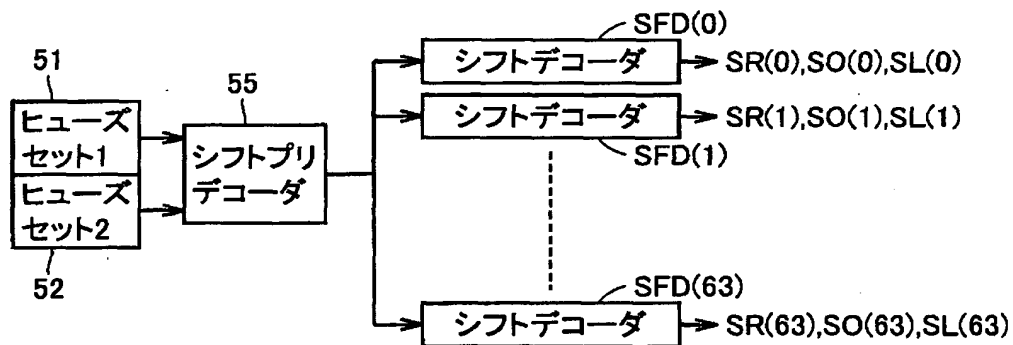 51
ヒューズ
セット1
ヒューズ
セット2
52
55
シフトプリ
デコーダ
SFD(0)
シフトデコーダ
SR(0),SO(0),SL(0)
シフトデコーダ
SR(1),SO(1),SL(1)
SFD(1)
SFD(63)
シフトデコーダ
SR(63),SO(63),SL(63)